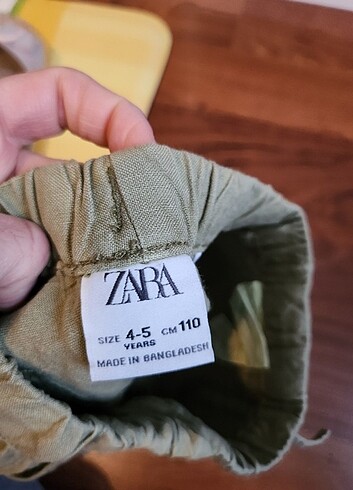 ZARA
SIZE 4-5 CM 110
YEARS
MADE IN BANGLADESH